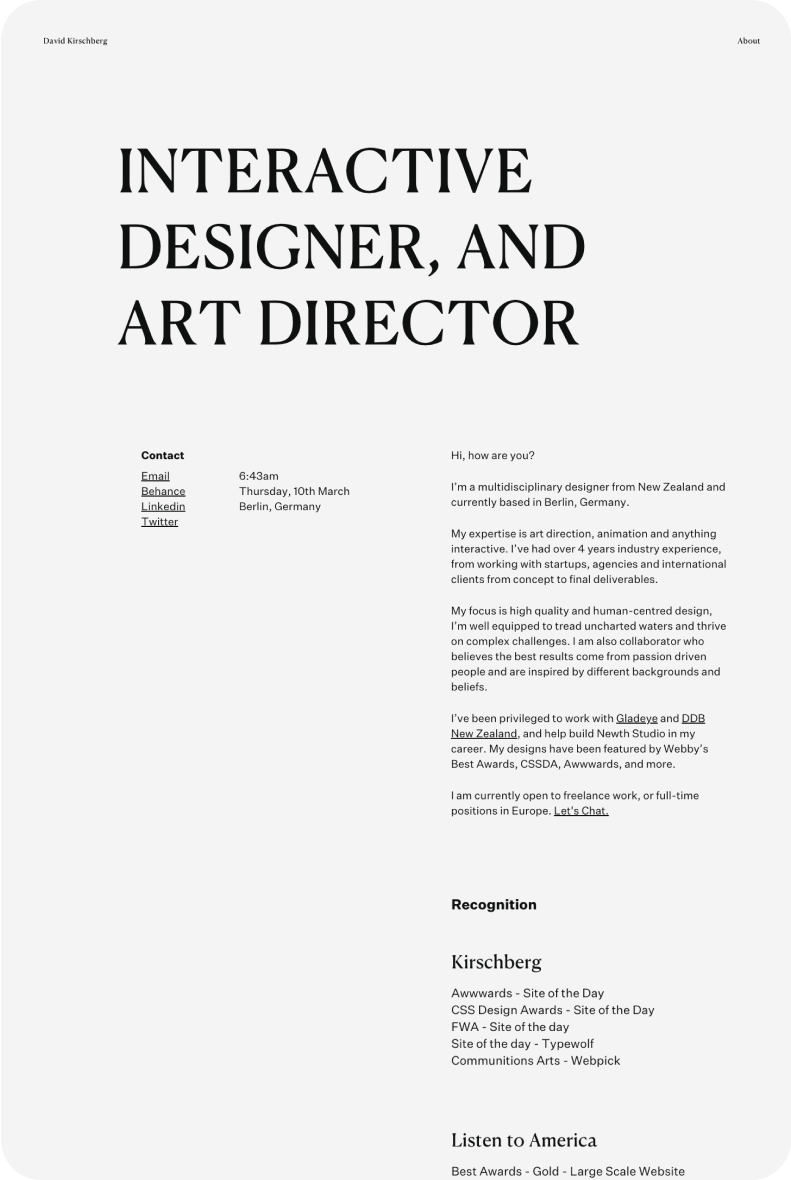 David Kirschberg
About
INTERACTIVE
DESIGNER, AND
ART DIRECTOR
Contact
Email
Behance
Linkedin
Twitter
6:43am
Thursday, 10th March
Berlin, Germany
Hi, how are you?
I'm a multidisciplinary designer from New Zealand and
currently based in Berlin, Germany.
My expertise is art direction, animation and anything
interactive. I've had over 4 years industry experience,
from working with startups, agencies and international
clients from concept to final deliverables.
My focus is high quality and human-centred design,
I'm well equipped to tread uncharted waters and thrive
on complex challenges. I am also collaborator who
believes the best results come from passion driven
people and are inspired by different backgrounds and
beliefs.
I've been privileged to work with Gladeye and DDB
New Zealand, and help build Newth Studio in my
career. My designs have been featured by Webby's
Best Awards, CSSDA, Awwwards, and more.
I am currently open to freelance work, or full-time
positions in Europe. Let's Chat.
Recognition
Kirschberg
Awwwards - Site of the Day
CSS Design Awards - Site of the Day
FWA - Site of the day
Site of the day - Typewolf
Communitions Arts - Webpick
Listen to America
Best Awards - Gold - Large Scale Website